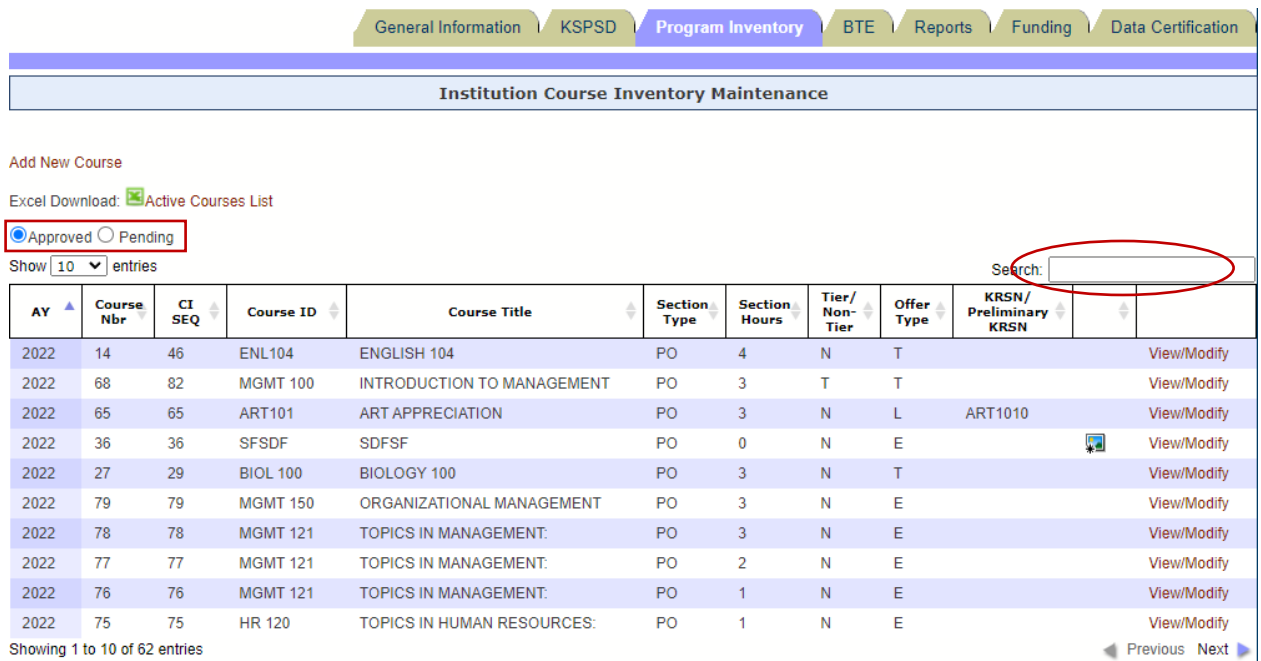 General Information KSPSD Program Inventory BTE Reports Funding Data Certification
Institution Course Inventory Maintenance
Add New Course
Excel Download: Active Courses List
Approved Pending
Show 10 entries Search:
AY Course Nbr CI SEQ Course ID Course Title Section Type Section Hours Tier/ Non- Tier Offer Type KRSN/ Preliminary KRSN
2022 14 46 ENL104 ENGLISH 104 PO 4 N T View/Modify
2022 68 82 MGMT 100 INTRODUCTION TO MANAGEMENT PO 3 T T View/Modify
2022 65 65 ART101 ART APPRECIATION PO 3 N L ART1010 View/Modify
2022 36 36 SFSDF SDFSF PO 0 N E View/Modify
2022 27 29 BIOL 100 BIOLOGY 100 PO 3 N T View/Modify
2022 79 79 MGMT 150 ORGANIZATIONAL MANAGEMENT PO 3 N E View/Modify
2022 78 78 MGMT 121 TOPICS IN MANAGEMENT: PO 3 N E View/Modify
2022 77 77 MGMT 121 TOPICS IN MANAGEMENT: PO 2 N E View/Modify
2022 76 76 MGMT 121 TOPICS IN MANAGEMENT: PO 1 N E View/Modify
2022 75 75 HR 120 TOPICS IN HUMAN RESOURCES: PO 1 N E View/Modify
Showing 1 to 10 of 62 entries Previous Next